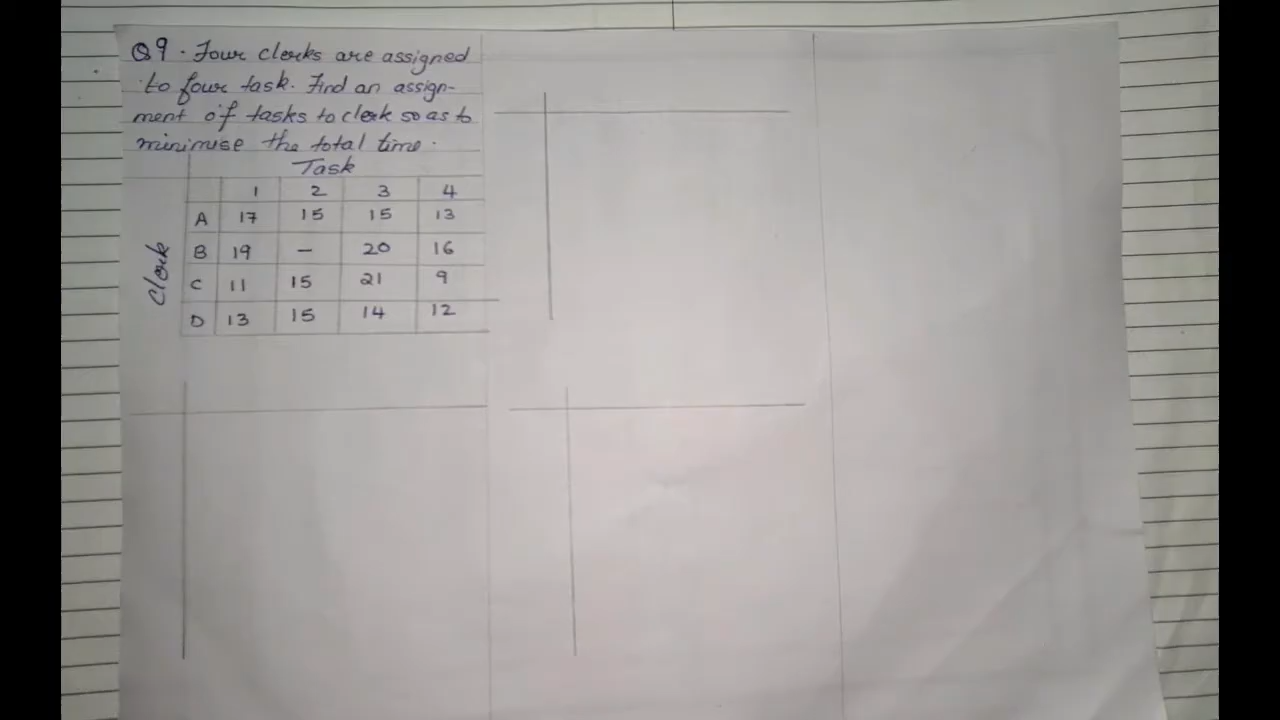 Q9. Four clerks are assigned
to four task. Find an assign-
ment of tasks to clerk so as to
minimise the total time.
Task
1 2 3 4
A 17 15 15 13
B 19 — 20 16
C 11 15 21 9
D 13 15 14 12
Clerk